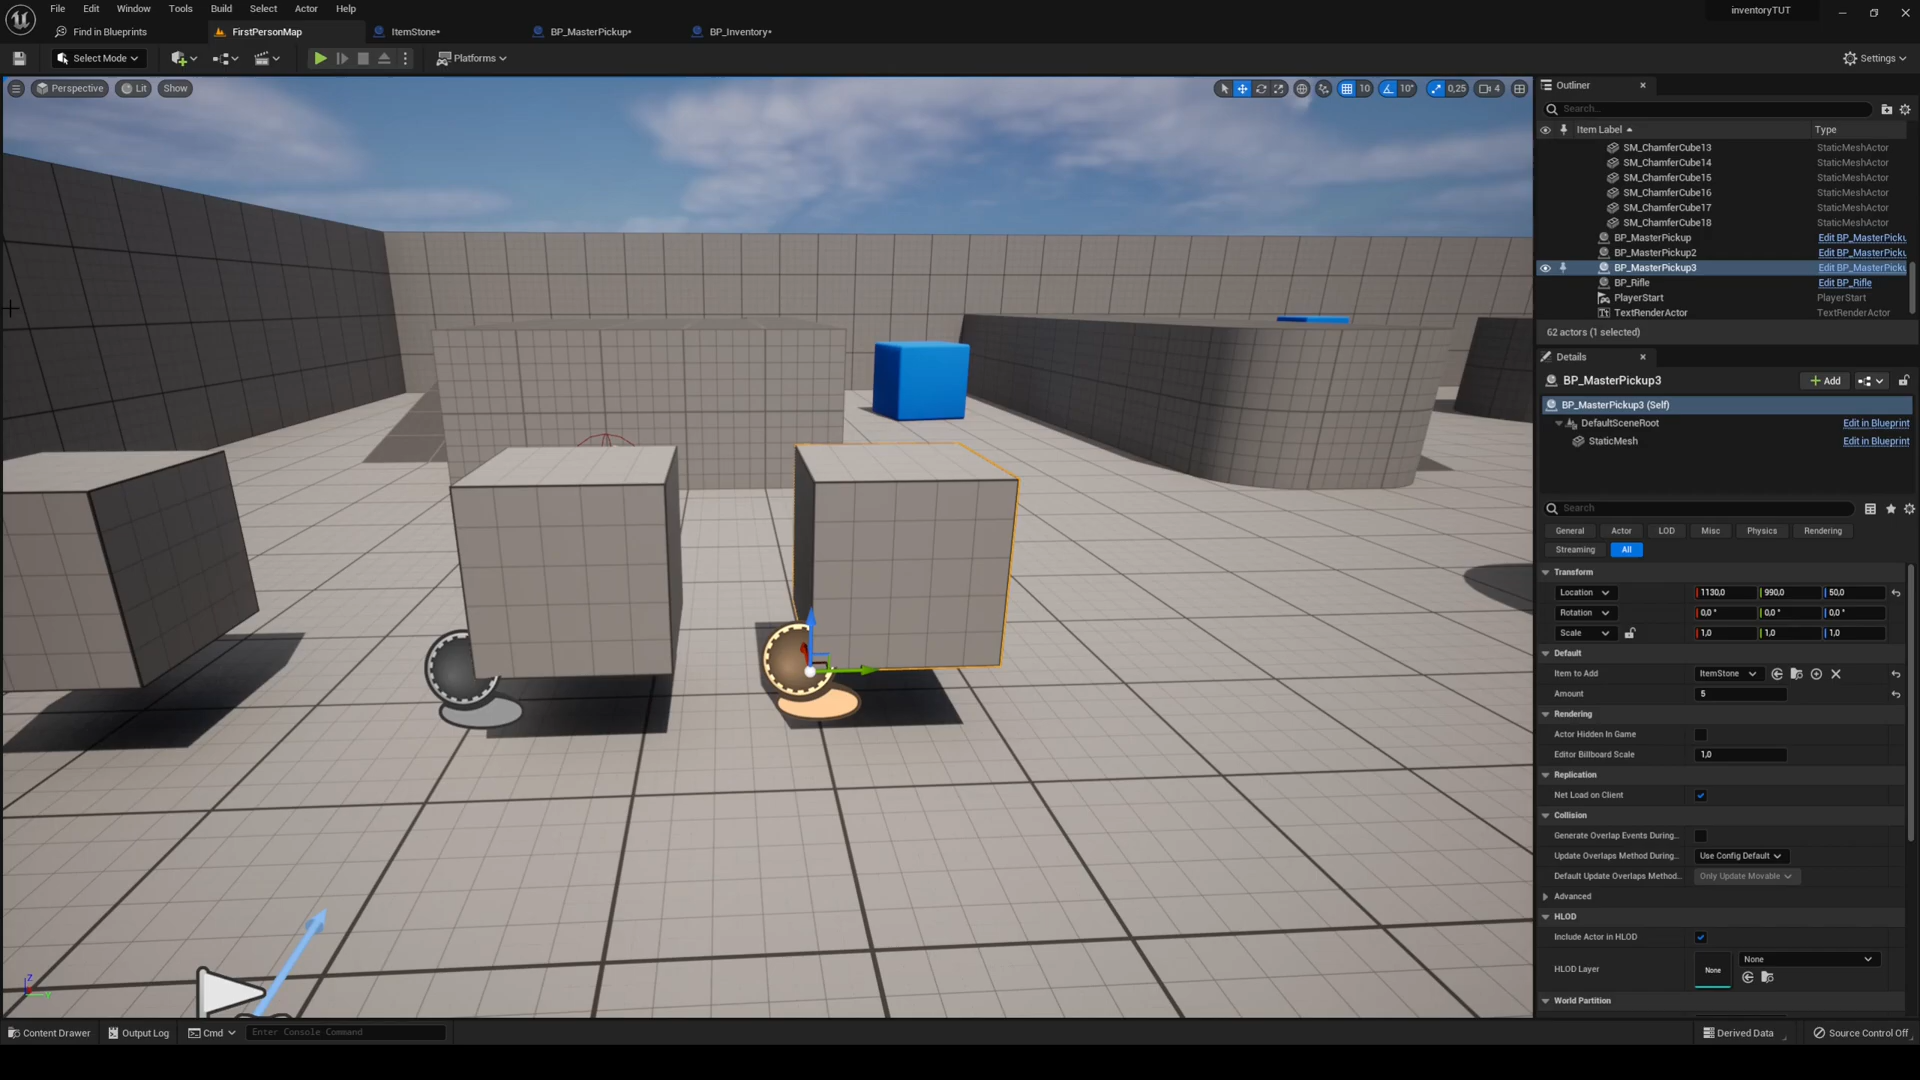 File Edit Window Tools Build Select Actor Help
inventoryTUT
Find in Blueprints
FirstPersonMap
ItemStone*
BP_MasterPickup*
BP_Inventory*
Select Mode
Platforms
Settings
Perspective
Lit
Show
10
10°
0,25
4
Outliner
Search...
Item Label
Type
SM_ChamferCube13 StaticMeshActor
SM_ChamferCube14 StaticMeshActor
SM_ChamferCube15 StaticMeshActor
SM_ChamferCube16 StaticMeshActor
SM_ChamferCube17 StaticMeshActor
SM_ChamferCube18 StaticMeshActor
BP_MasterPickup Edit BP_MasterPicku
BP_MasterPickup2 Edit BP_MasterPicku
BP_MasterPickup3 Edit BP_MasterPicku
BP_Rifle Edit BP_Rifle
PlayerStart PlayerStart
TextRenderActor TextRenderActor
62 actors (1 selected)
Details
BP_MasterPickup3
Add
BP_MasterPickup3 (Self)
DefaultSceneRoot Edit in Blueprint
StaticMesh Edit in Blueprint
Search
General Actor LOD Misc Physics Rendering
Streaming All
Transform
Location 1130,0 990,0 50,0
Rotation 0,0 ° 0,0 ° 0,0 °
Scale 1,0 1,0 1,0
Default
Item to Add ItemStone
Amount 5
Rendering
Actor Hidden In Game
Editor Billboard Scale 1,0
Replication
Net Load on Client
Collision
Generate Overlap Events During...
Update Overlaps Method During... Use Config Default
Default Update Overlaps Method... Only Update Movable
Advanced
HLOD
Include Actor in HLOD
HLOD Layer None None
World Partition
Z
Y
Content Drawer
Output Log
Cmd
Enter Console Command
Derived Data
Source Control Off